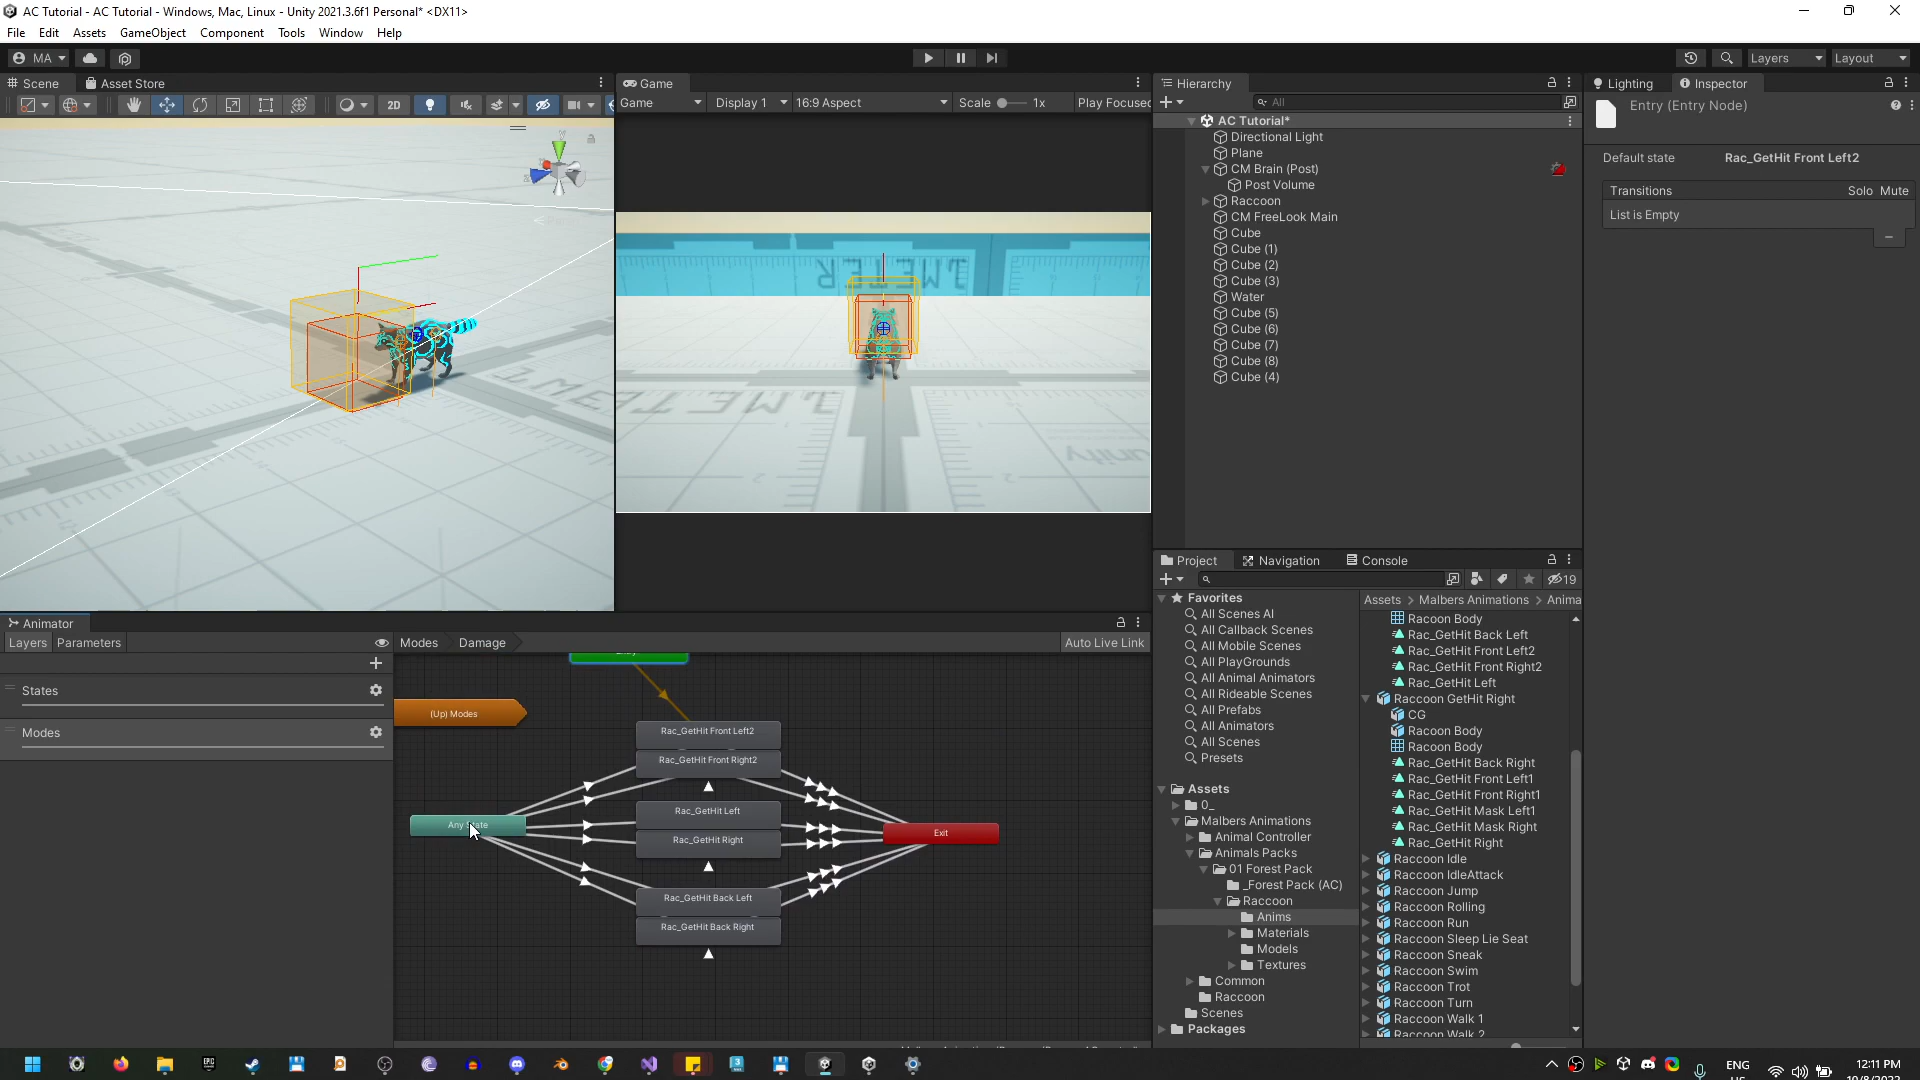 AC Tutorial - AC Tutorial - Windows, Mac, Linux - Unity 2021.3.6f1 Personal* <DX11>
File Edit Assets GameObject Component Tools Window Help
MA
Layers
Layout
Scene
Asset Store
Game
Hierarchy
Lighting
Inspector
2D
Game
Display 1
16:9 Aspect
Scale
1x
Play Focused
All
Entry (Entry Node)
Default state
Rac_GetHit Front Left2
Transitions
Solo Mute
List is Empty
AC Tutorial*
Directional Light
Plane
CM Brain (Post)
Post Volume
Raccoon
CM FreeLook Main
Cube
Cube (1)
Cube (2)
Cube (3)
Water
Cube (5)
Cube (6)
Cube (7)
Cube (8)
Cube (4)
Project
Navigation
Console
19
Favorites
All Scenes AI
All Callback Scenes
All Mobile Scenes
All PlayGrounds
All Animal Animators
All Rideable Scenes
All Prefabs
All Animators
All Scenes
Presets
Assets
0_
Malbers Animations
Animal Controller
Animals Packs
01 Forest Pack
_Forest Pack (AC)
Raccoon
Anims
Materials
Models
Textures
Common
Raccoon
Scenes
Packages
Assets > Malbers Animations > Anima
Racoon Body
Rac_GetHit Back Left
Rac_GetHit Front Left2
Rac_GetHit Front Right2
Rac_GetHit Left
Raccoon GetHit Right
CG
Racoon Body
Racoon Body
Rac_GetHit Back Right
Rac_GetHit Front Left1
Rac_GetHit Front Right1
Rac_GetHit Mask Left1
Rac_GetHit Mask Right
Rac_GetHit Right
Raccoon Idle
Raccoon IdleAttack
Raccoon Jump
Raccoon Rolling
Raccoon Run
Raccoon Sleep Lie Seat
Raccoon Sneak
Raccoon Swim
Raccoon Trot
Raccoon Turn
Raccoon Walk 1
Raccoon Walk 2
Animator
Layers
Parameters
Modes
Damage
Auto Live Link
States
Modes
(Up) Modes
Rac_GetHit Front Left2
Rac_GetHit Front Right2
Rac_GetHit Left
Rac_GetHit Right
Rac_GetHit Back Left
Rac_GetHit Back Right
Any State
Exit
ENG
12:11 PM
10/8/2022